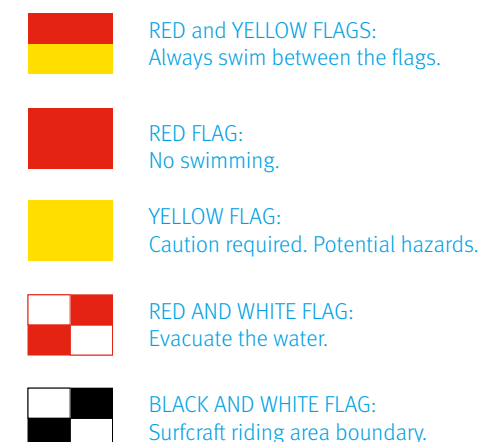 RED and YELLOW FLAGS:
Always swim between the flags.
RED FLAG:
No swimming.
YELLOW FLAG:
Caution required. Potential hazards.
RED AND WHITE FLAG:
Evacuate the water.
BLACK AND WHITE FLAG:
Surfcraft riding area boundary.